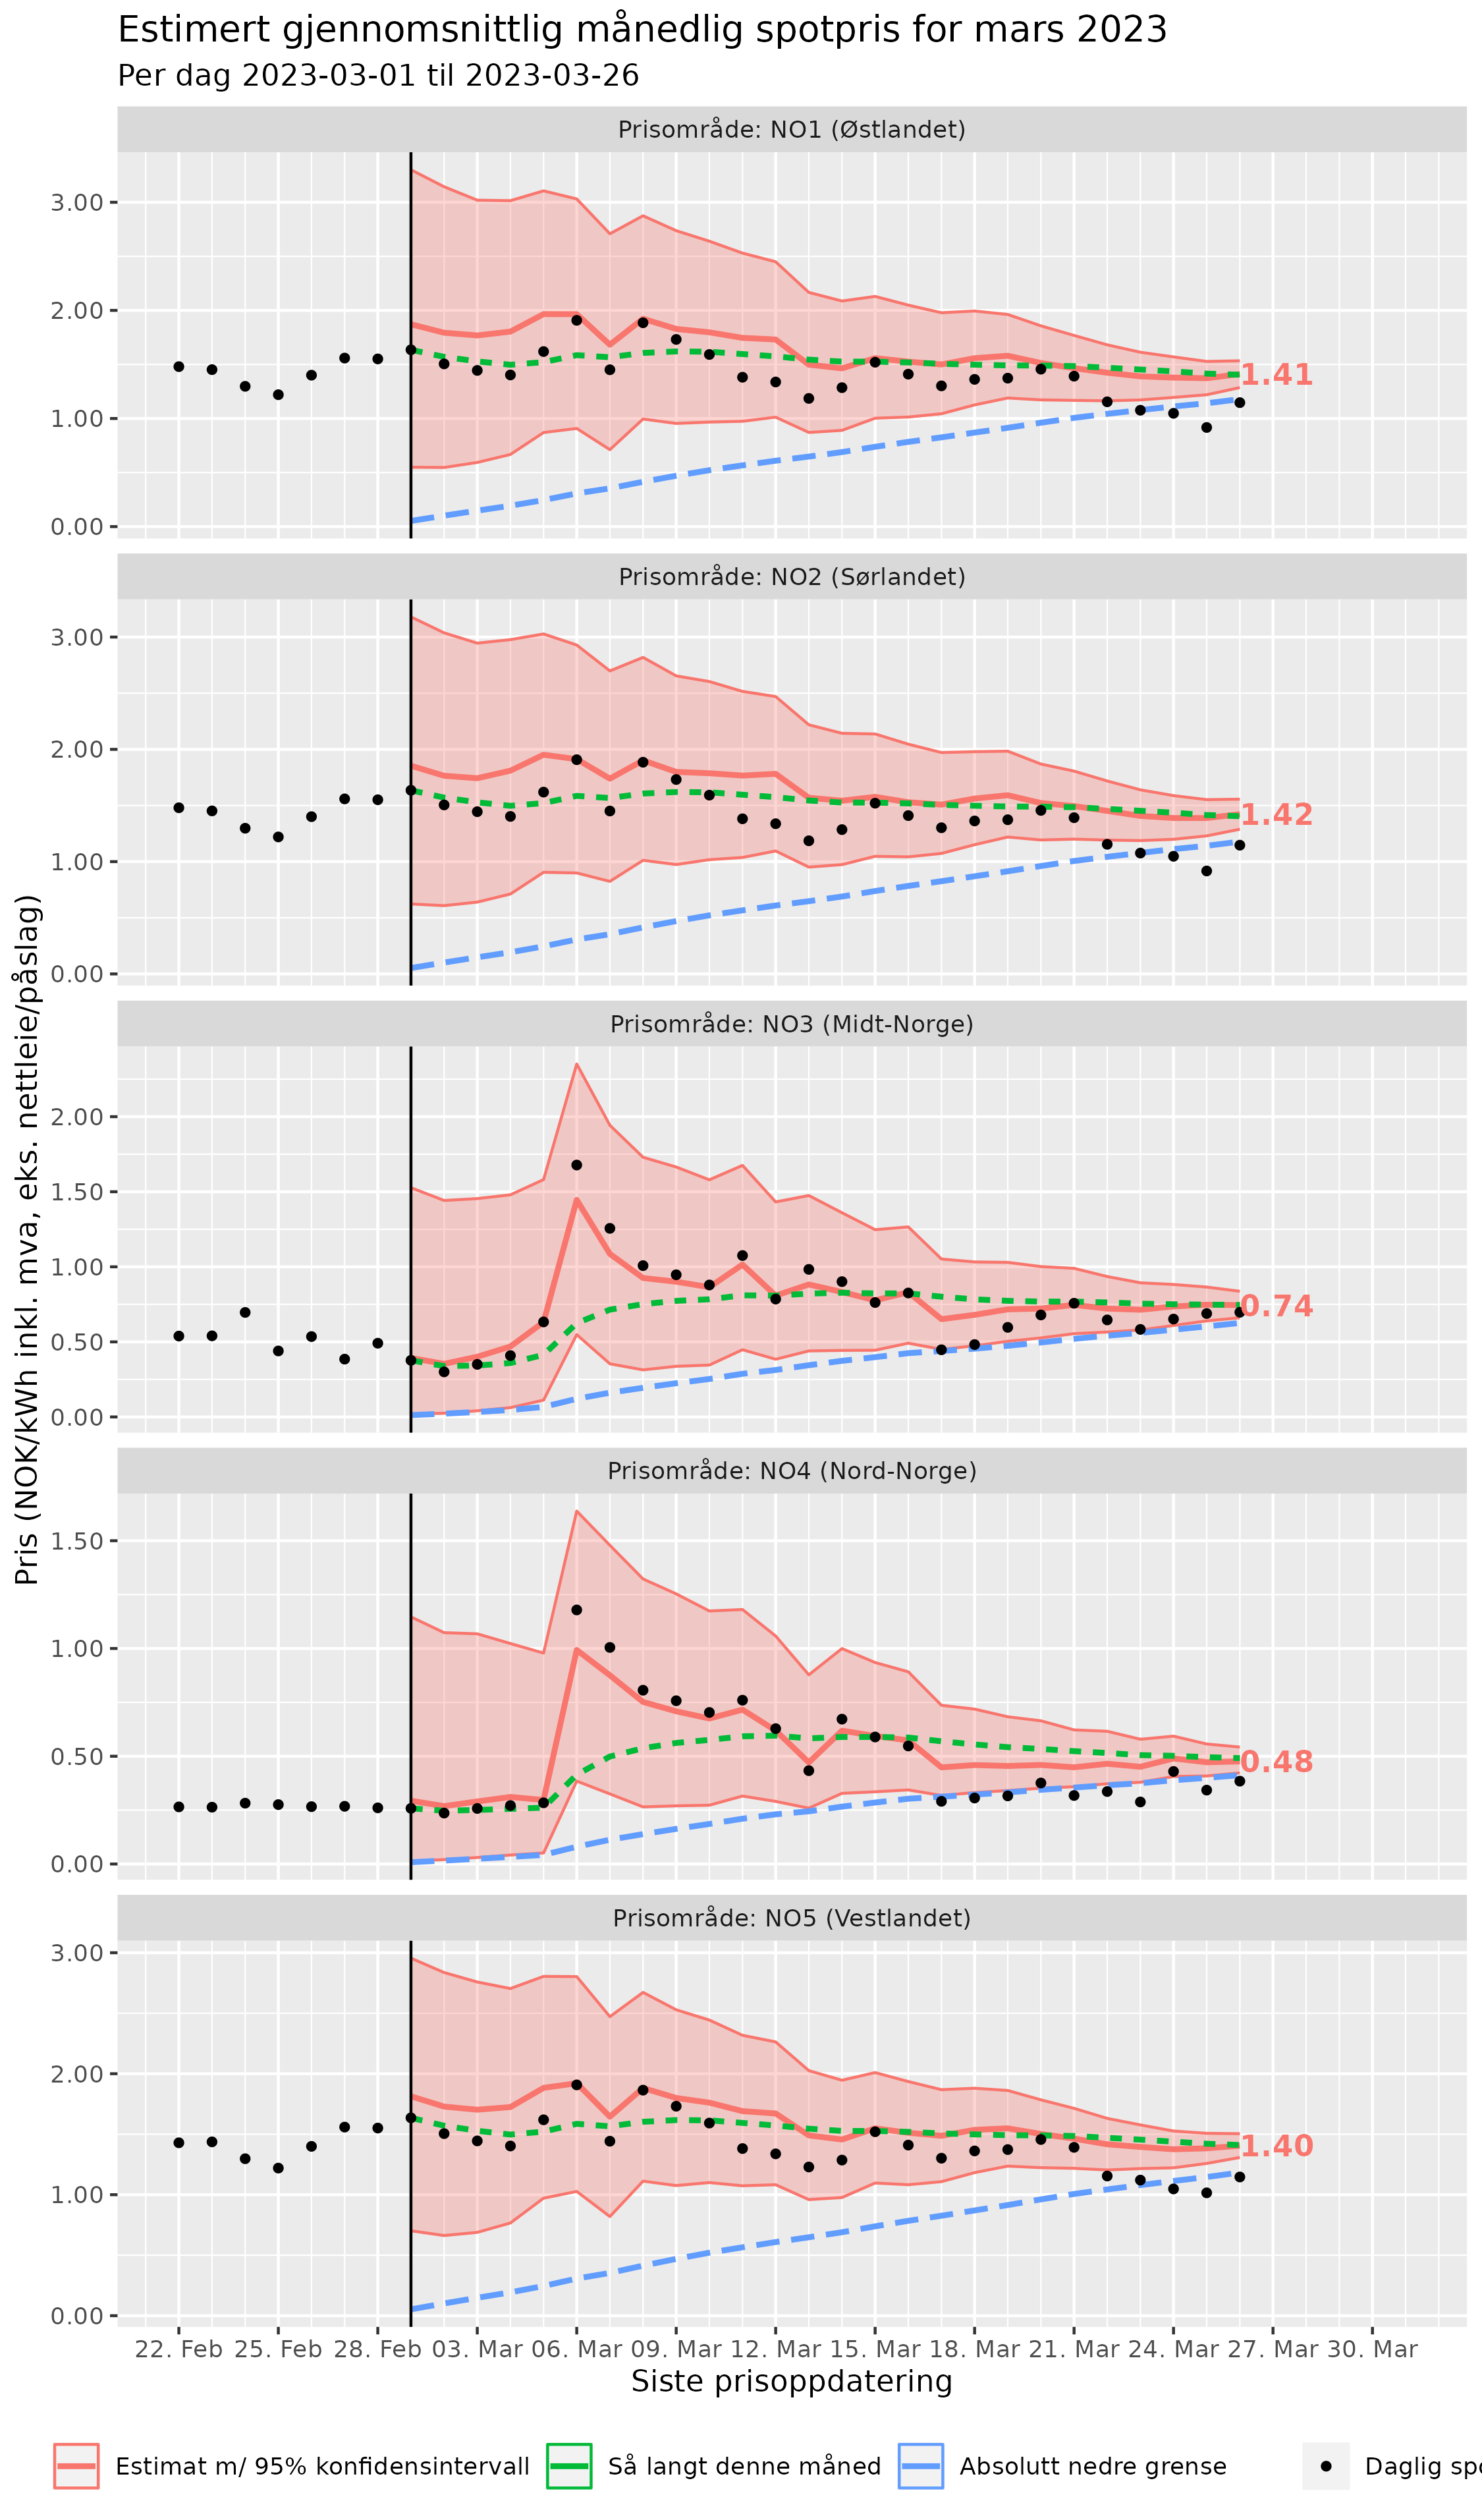 Estimert gjennomsnittlig månedlig spotpris for mars 2023
Per dag 2023-03-01 til 2023-03-26
Pris (NOK/kWh inkl. mva, eks. nettleie/påslag)
Prisområde: NO1 (Østlandet)
3.00
2.00
1.00
0.00
1.41
Prisområde: NO2 (Sørlandet)
3.00
2.00
1.00
0.00
1.42
Prisområde: NO3 (Midt-Norge)
2.00
1.50
1.00
0.50
0.00
0.74
Prisområde: NO4 (Nord-Norge)
1.50
1.00
0.50
0.00
0.48
Prisområde: NO5 (Vestlandet)
3.00
2.00
1.00
0.00
1.40
22. Feb 25. Feb 28. Feb 03. Mar 06. Mar 09. Mar 12. Mar 15. Mar 18. Mar 21. Mar 24. Mar 27. Mar 30. Mar
Siste prisoppdatering
Estimat m/ 95% konfidensintervall Så langt denne måned Absolutt nedre grense Daglig